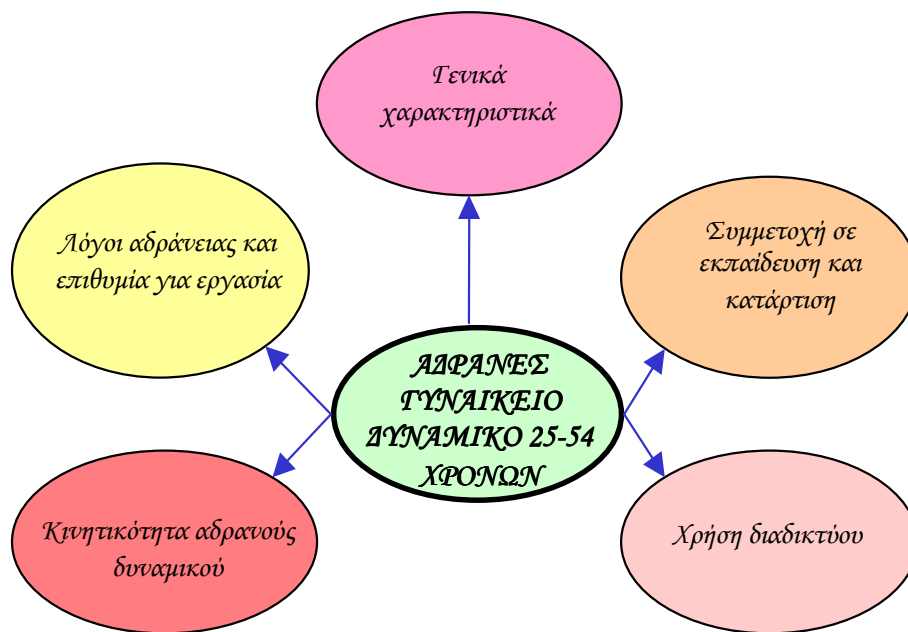 Γενικά
χαρακτηριστικά
Λόγοι αδράνειας και
επιθυμία για εργασία
Συμμετοχή σε
εκπαίδευση και
κατάρτιση
ΑΔΡΑΝΕΣ
ΓΥΝΑΙΚΕΙΟ
ΔΥΝΑΜΙΚΟ 25-54
ΧΡΟΝΩΝ
Κινητικότητα αδρανούς
δυναμικού
Χρήση διαδικτύου